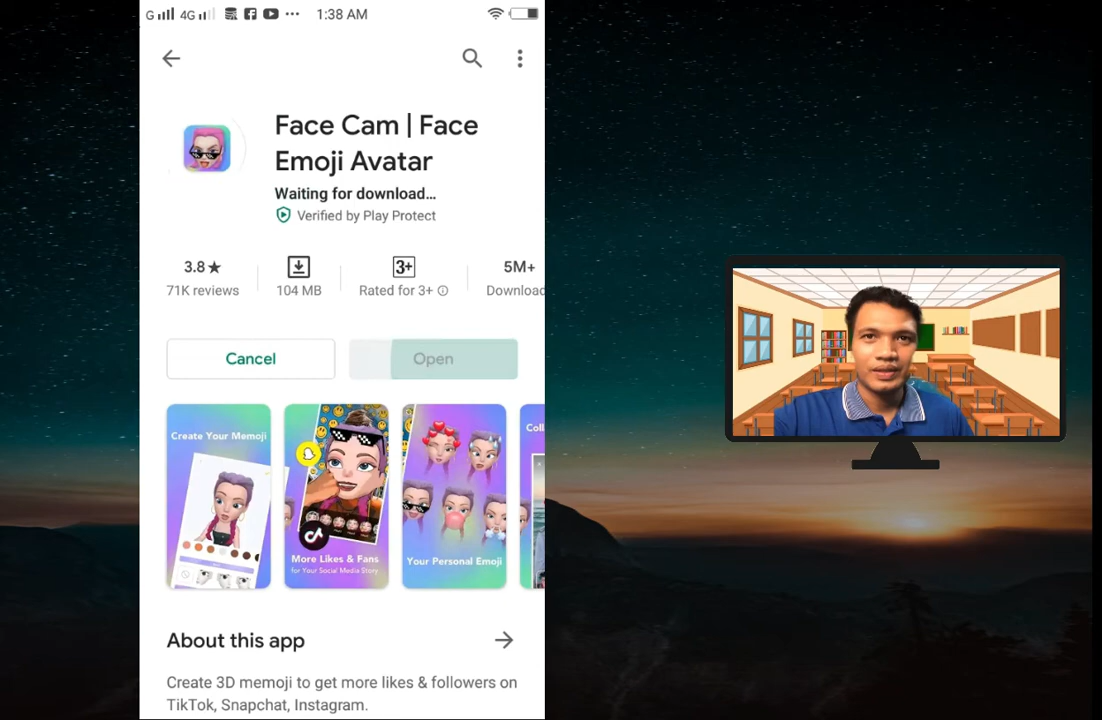 G 4G ••• 1:38 AM
Face Cam | Face
Emoji Avatar
Waiting for download...
Verified by Play Protect
3.8★
71K reviews
104 MB
3+
Rated for 3+
5M+
Cancel
Open
Create Your Memoji
More Likes & Fans
for Your Social Media Story
Your Personal Emoji
About this app
Create 3D memoji to get more likes & followers on
TikTok, Snapchat, Instagram.